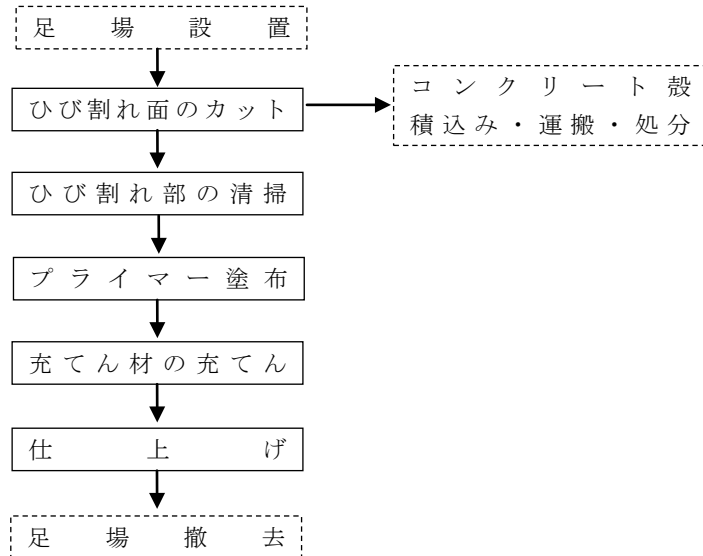 足場設置
ひび割れ面のカット
コンクリート殻
積込み・運搬・処分
ひび割れ部の清掃
プライマー塗布
充てん材の充てん
仕上げ
足場撤去